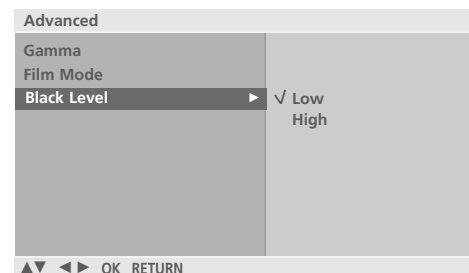 Advanced
Gamma
Film Mode
Black Level ► √ Low
High
▲▼ ◄► OK RETURN